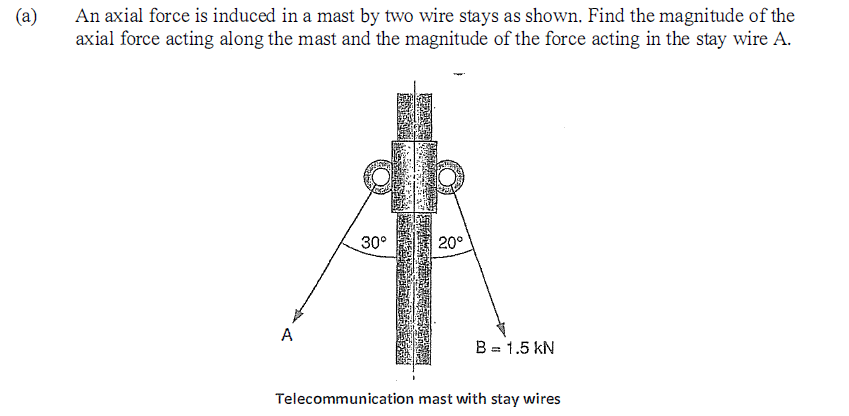 (a) An axial force is induced in a mast by two wire stays as shown. Find the magnitude of the
axial force acting along the mast and the magnitude of the force acting in the stay wire A.
30° 20°
A
B = 1.5 kN
Telecommunication mast with stay wires